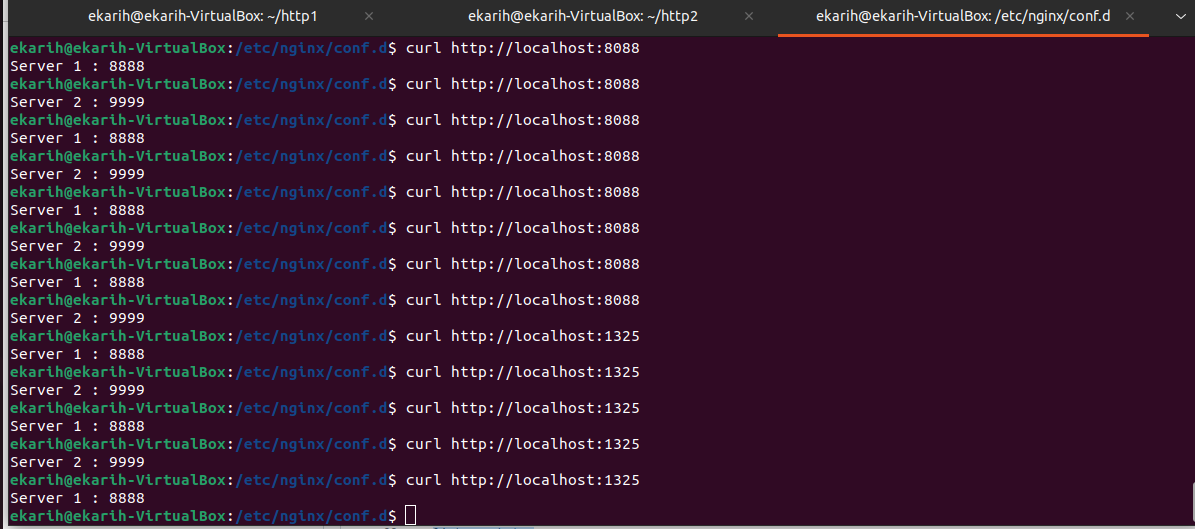 ekarih@ekarih-VirtualBox: ~/http1 ekarih@ekarih-VirtualBox: ~/http2 ekarih@ekarih-VirtualBox: /etc/nginx/conf.d
ekarih@ekarih-VirtualBox:/etc/nginx/conf.d$ curl http://localhost:8088
Server 1 : 8888
ekarih@ekarih-VirtualBox:/etc/nginx/conf.d$ curl http://localhost:8088
Server 2 : 9999
ekarih@ekarih-VirtualBox:/etc/nginx/conf.d$ curl http://localhost:8088
Server 1 : 8888
ekarih@ekarih-VirtualBox:/etc/nginx/conf.d$ curl http://localhost:8088
Server 2 : 9999
ekarih@ekarih-VirtualBox:/etc/nginx/conf.d$ curl http://localhost:8088
Server 1 : 8888
ekarih@ekarih-VirtualBox:/etc/nginx/conf.d$ curl http://localhost:8088
Server 2 : 9999
ekarih@ekarih-VirtualBox:/etc/nginx/conf.d$ curl http://localhost:8088
Server 1 : 8888
ekarih@ekarih-VirtualBox:/etc/nginx/conf.d$ curl http://localhost:8088
Server 2 : 9999
ekarih@ekarih-VirtualBox:/etc/nginx/conf.d$ curl http://localhost:1325
Server 1 : 8888
ekarih@ekarih-VirtualBox:/etc/nginx/conf.d$ curl http://localhost:1325
Server 2 : 9999
ekarih@ekarih-VirtualBox:/etc/nginx/conf.d$ curl http://localhost:1325
Server 1 : 8888
ekarih@ekarih-VirtualBox:/etc/nginx/conf.d$ curl http://localhost:1325
Server 2 : 9999
ekarih@ekarih-VirtualBox:/etc/nginx/conf.d$ curl http://localhost:1325
Server 1 : 8888
ekarih@ekarih-VirtualBox:/etc/nginx/conf.d$